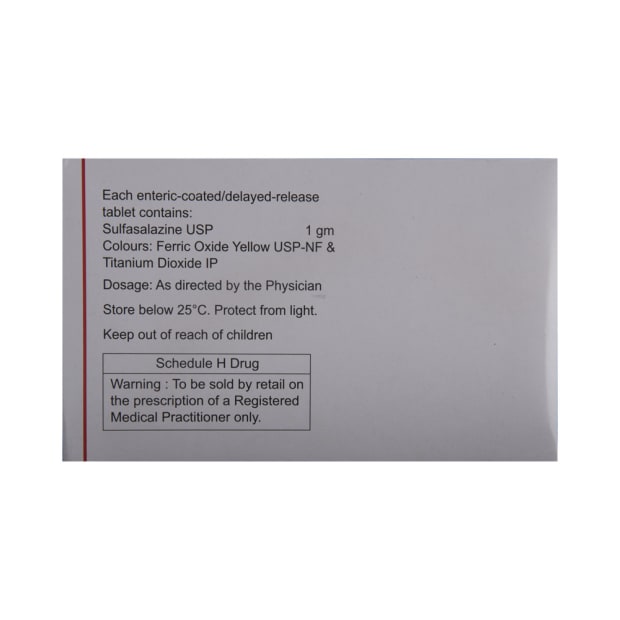 Each enteric-coated/delayed-release
tablet contains:
Sulfasalazine USP 1 gm
Colours: Ferric Oxide Yellow USP-NF &
Titanium Dioxide IP
Dosage: As directed by the Physician
Store below 25°C. Protect from light.
Keep out of reach of children
Schedule H Drug
Warning : To be sold by retail on
the prescription of a Registered
Medical Practitioner only.